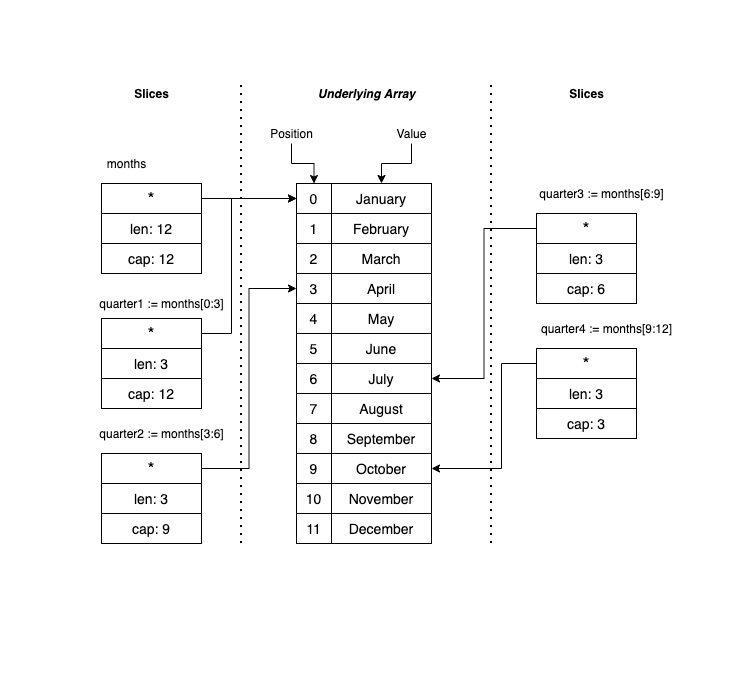 Slices
Underlying Array
Slices
Position
Value
months
*
len: 12
cap: 12
quarter1 := months[0:3]
*
len: 3
cap: 12
quarter2 := months[3:6]
*
len: 3
cap: 9
0 January
1 February
2 March
3 April
4 May
5 June
6 July
7 August
8 September
9 October
10 November
11 December
quarter3 := months[6:9]
*
len: 3
cap: 6
quarter4 := months[9:12]
*
len: 3
cap: 3